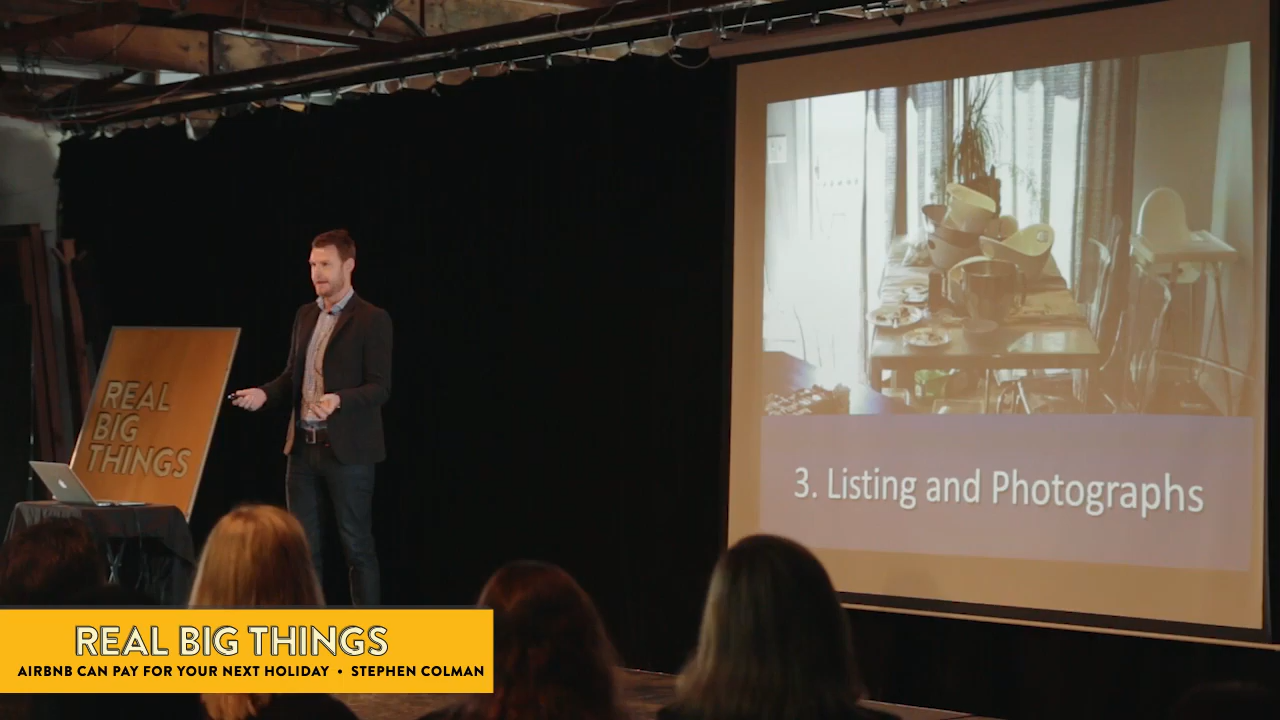 REAL
BIG
THINGS
3. Listing and Photographs
REAL BIG THINGS
AIRBNB CAN PAY FOR YOUR NEXT HOLIDAY • STEPHEN COLMAN